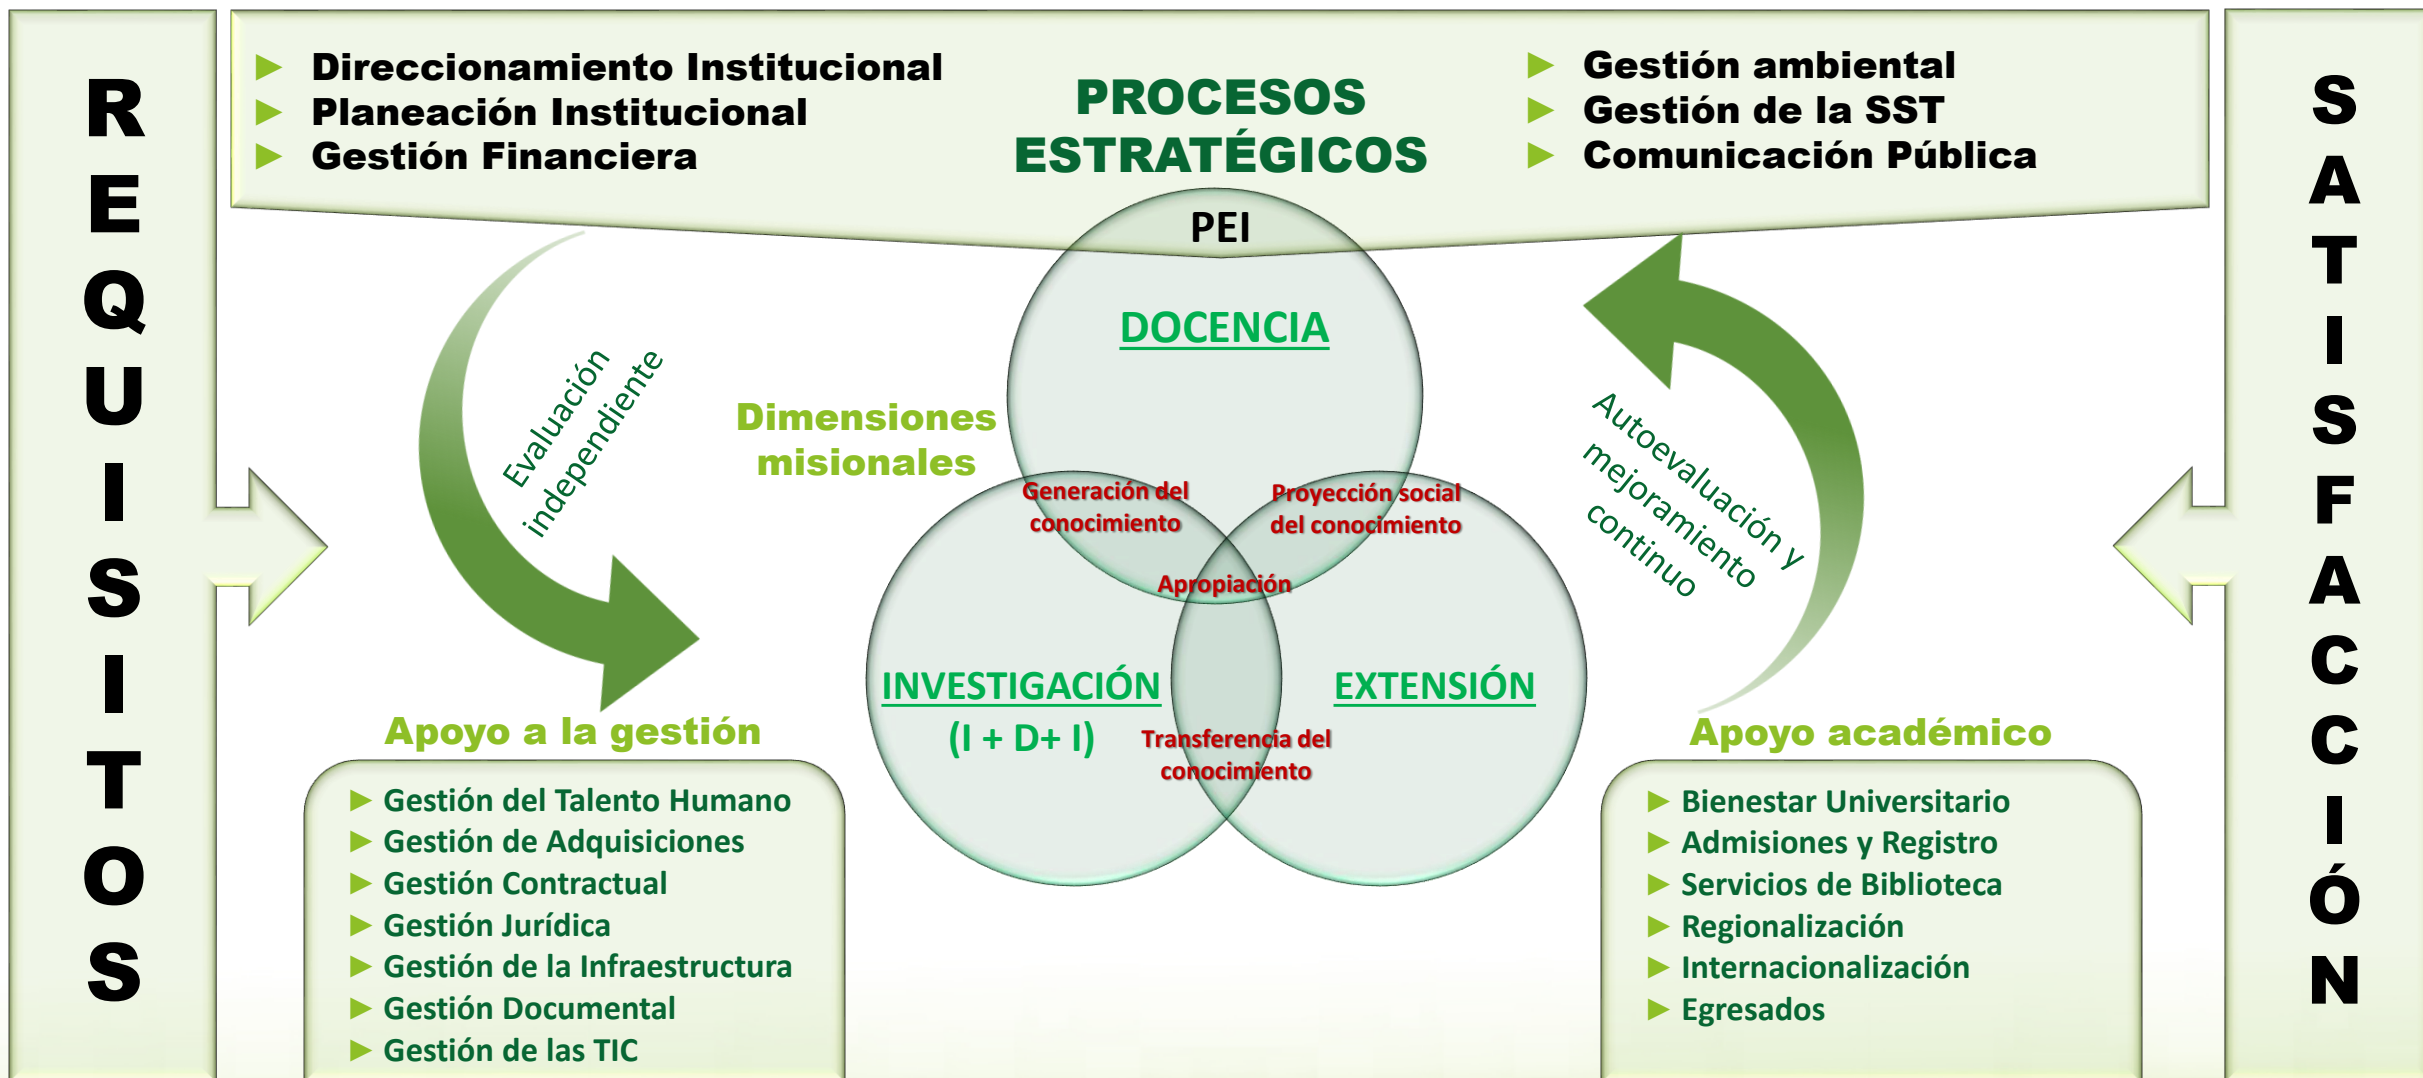 REQUISITOS
Direccionamiento Institucional
Planeación Institucional
Gestión Financiera
PROCESOS
ESTRATÉGICOS
Gestión ambiental
Gestión de la SST
Comunicación Pública
PEI
DOCENCIA
Evaluación
independiente
Dimensiones
misionales
Generación del
conocimiento
Proyección social
del conocimiento
Apropiación
Autoevaluación y
mejoramiento
continuo
INVESTIGACIÓN
(I + D+ I)
EXTENSIÓN
Transferencia del
conocimiento
Apoyo a la gestión
Gestión del Talento Humano
Gestión de Adquisiciones
Gestión Contractual
Gestión Jurídica
Gestión de la Infraestructura
Gestión Documental
Gestión de las TIC
Apoyo académico
Bienestar Universitario
Admisiones y Registro
Servicios de Biblioteca
Regionalización
Internacionalización
Egresados
SATISFACCIÓN